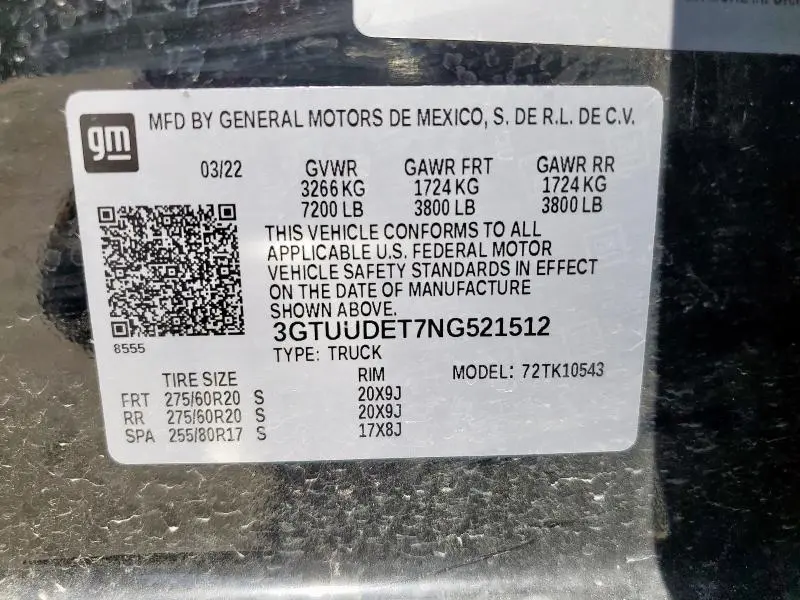 gm
MFD BY GENERAL MOTORS DE MEXICO, S. DE R.L. DE C.V.
03/22 GVWR GAWR FRT GAWR RR
3266 KG 1724 KG 1724 KG
7200 LB 3800 LB 3800 LB
THIS VEHICLE CONFORMS TO ALL
APPLICABLE U.S. FEDERAL MOTOR
VEHICLE SAFETY STANDARDS IN EFFECT
ON THE DATE OF MANUFACTURE
SHOWN ABOVE.
3GTUUDET7NG521512
8555
TYPE: TRUCK
TIRE SIZE RIM MODEL: 72TK10543
FRT 275/60R20 S 20X9J
RR 275/60R20 S 20X9J
SPA 255/80R17 S 17X8J